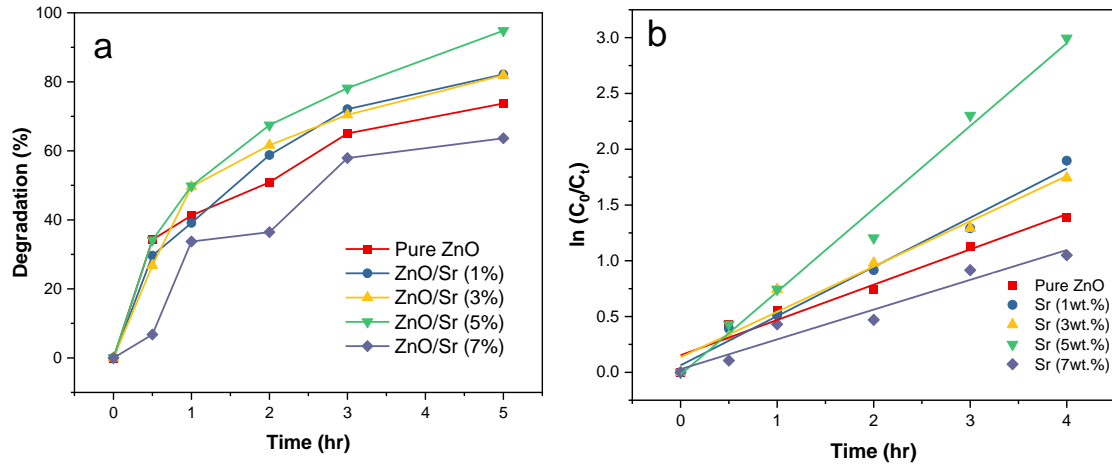 a
100
80
60
40
20
0
Degradation (%)
0 1 2 3 4 5
Time (hr)
Pure ZnO
ZnO/Sr (1%)
ZnO/Sr (3%)
ZnO/Sr (5%)
ZnO/Sr (7%)
b
3.0
2.5
2.0
1.5
1.0
0.5
0.0
ln (C₀/Cₜ)
0 1 2 3 4
Time (hr)
Pure ZnO
Sr (1wt.%)
Sr (3wt.%)
Sr (5wt.%)
Sr (7wt.%)